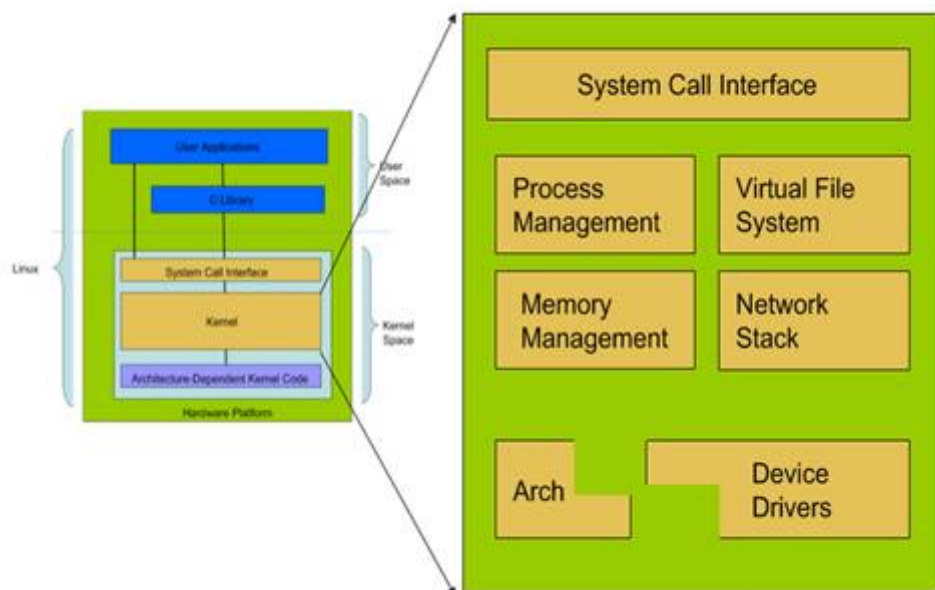 User Applications
C Library
System Call Interface
Kernel
Architecture-Dependent Kernel Code
Hardware Platform
Linux
User
Space
Kernel
Space
System Call Interface
Process
Management
Virtual File
System
Memory
Management
Network
Stack
Arch
Device
Drivers